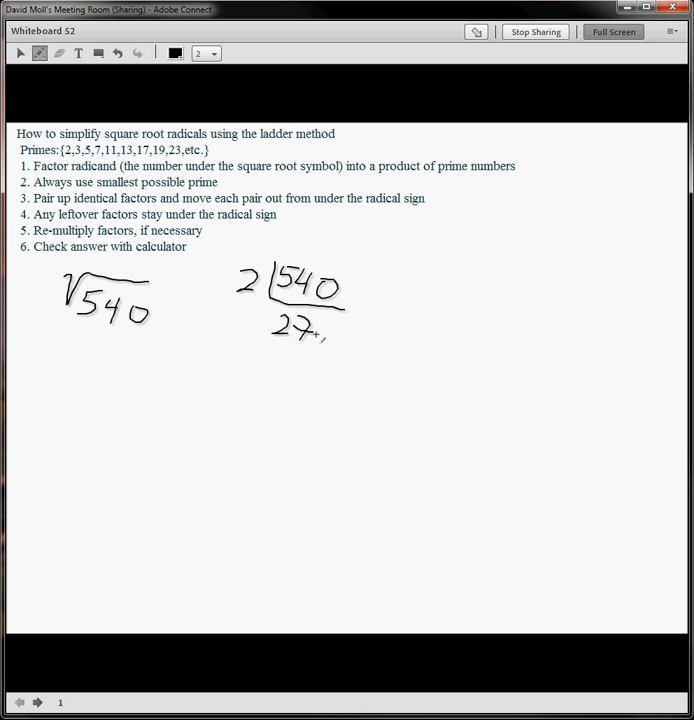 David Moll's Meeting Room (Sharing) - Adobe Connect
Whiteboard 52
Stop Sharing
Full Screen
T
2
How to simplify square root radicals using the ladder method
Primes:{2,3,5,7,11,13,17,19,23,etc.}
1. Factor radicand (the number under the square root symbol) into a product of prime numbers
2. Always use smallest possible prime
3. Pair up identical factors and move each pair out from under the radical sign
4. Any leftover factors stay under the radical sign
5. Re-multiply factors, if necessary
6. Check answer with calculator
√540
2 540
27
1